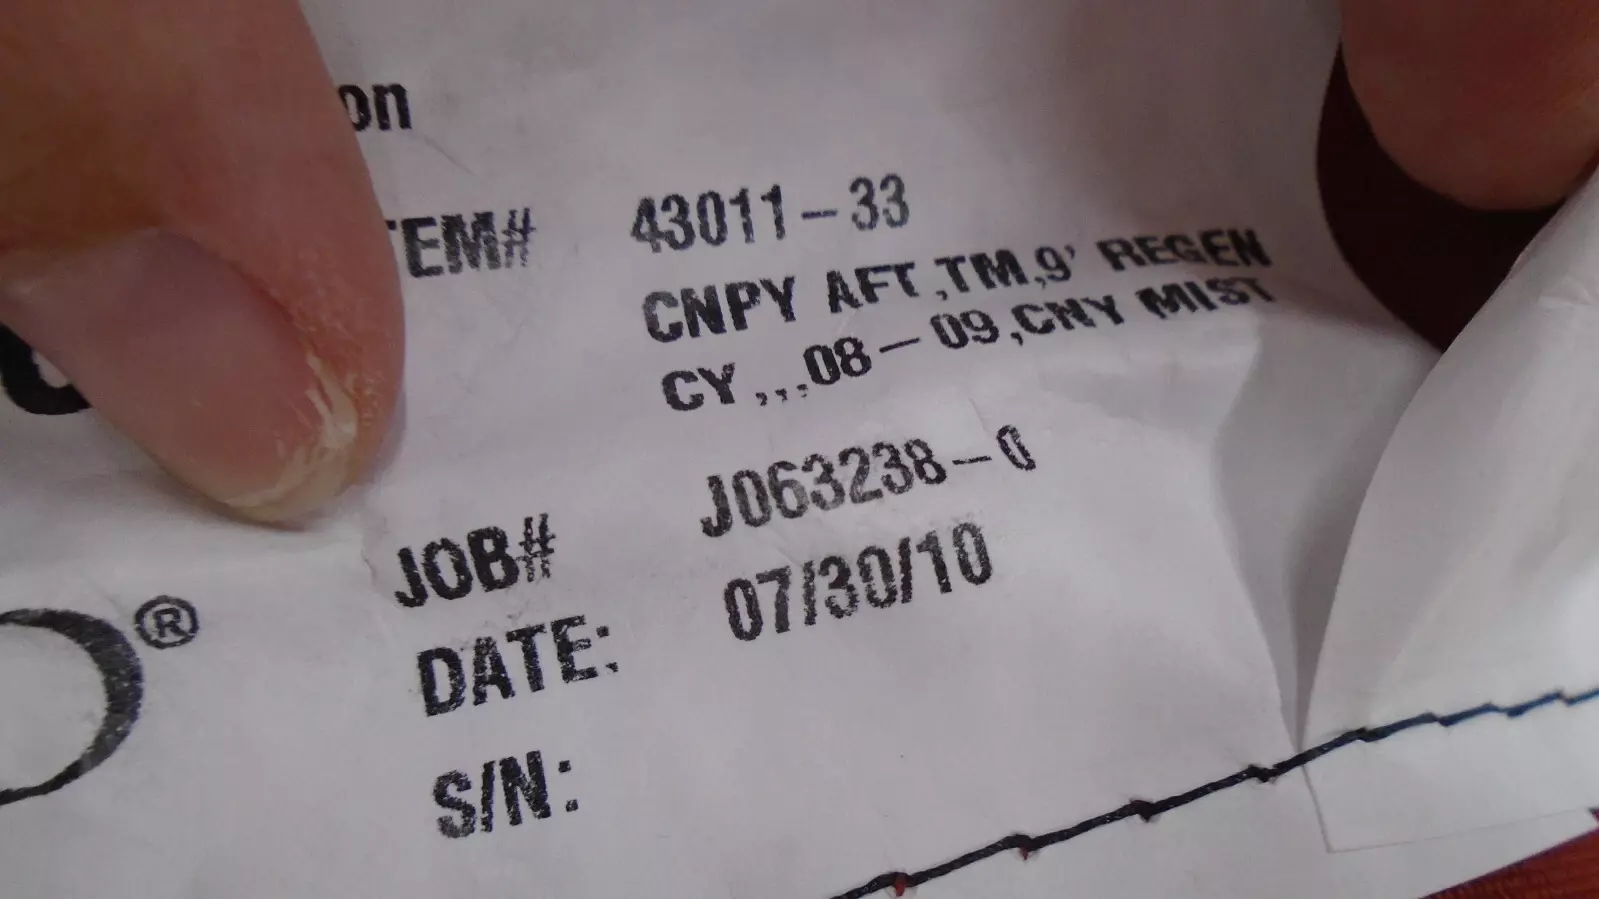 on
TEM# 43011-33
CNPY AFT,TM,9' REGEN
CY,,,08-09,CNY MIST
JOB# J063238-0
®
DATE: 07/30/10
S/N: